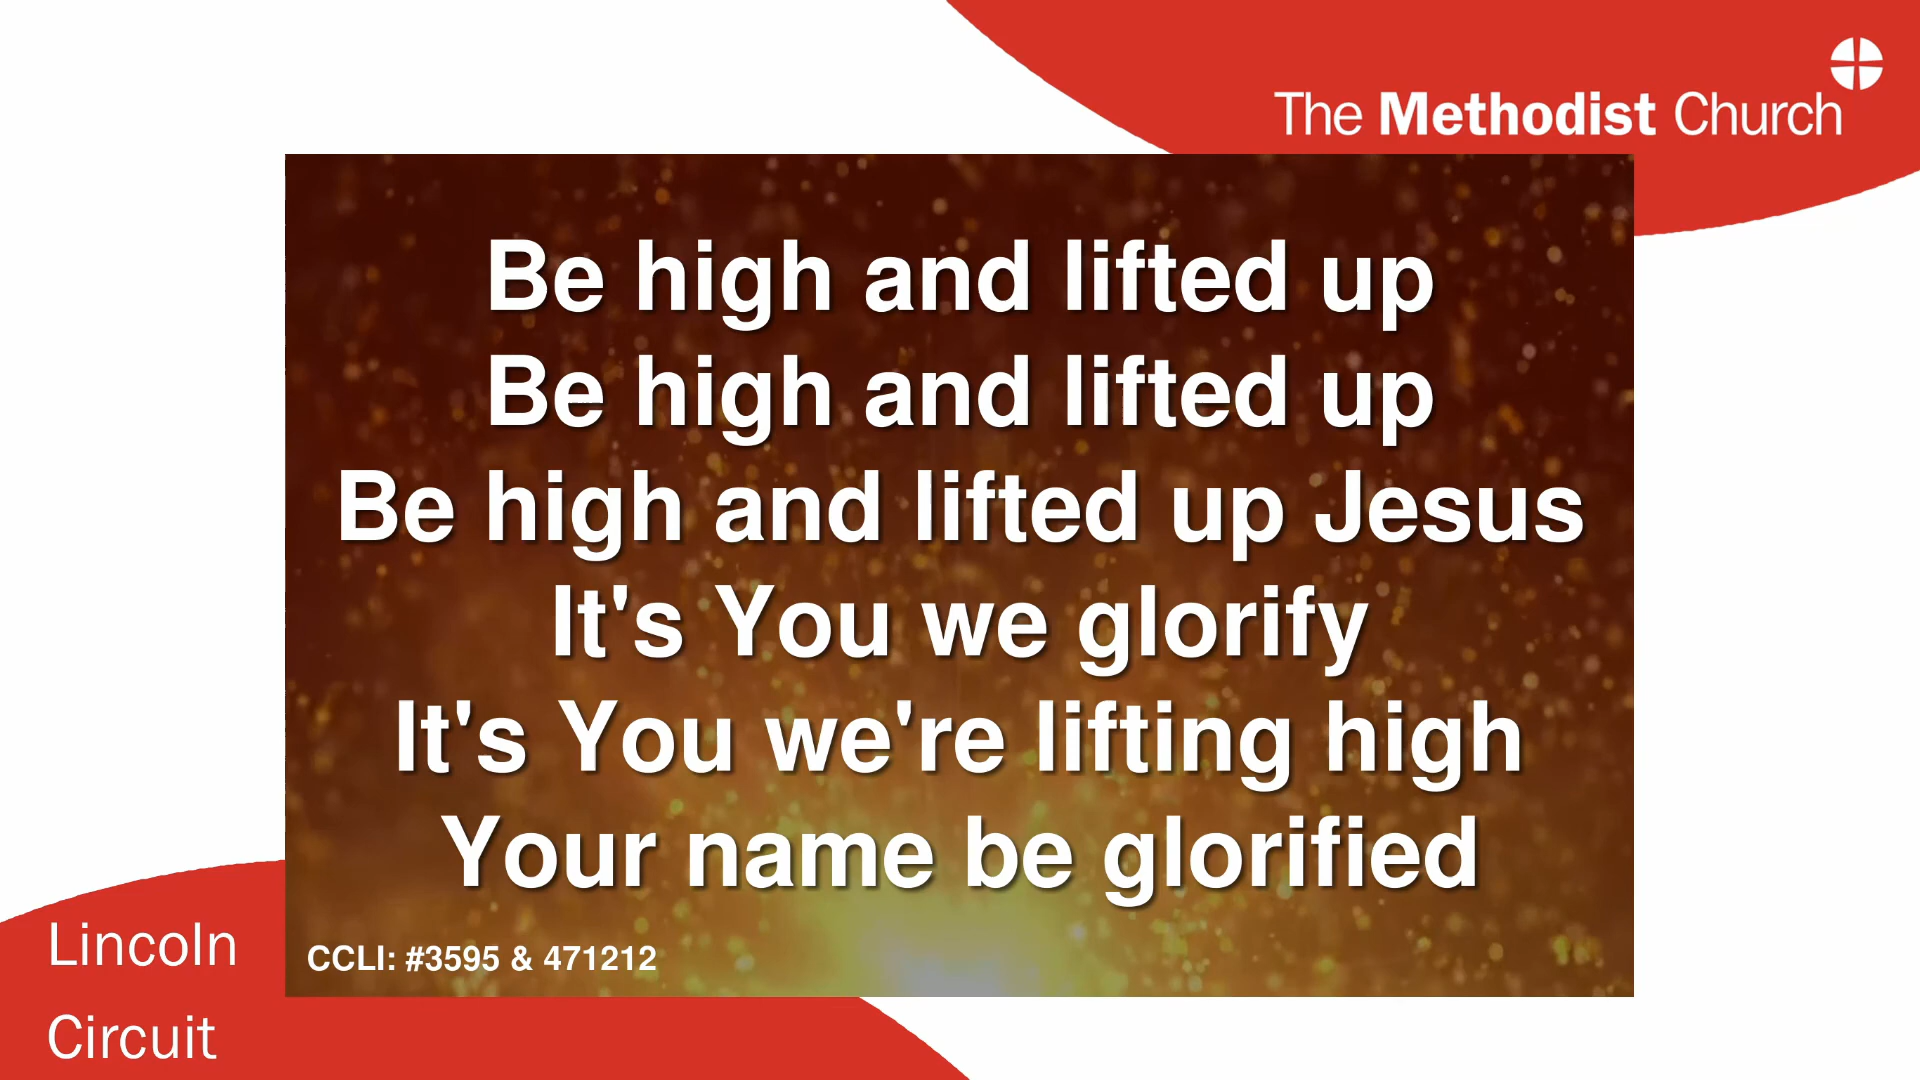 The Methodist Church
Be high and lifted up
Be high and lifted up
Be high and lifted up Jesus
It's You we glorify
It's You we're lifting high
Your name be glorified
CCLI: #3595 & 471212
Lincoln
Circuit